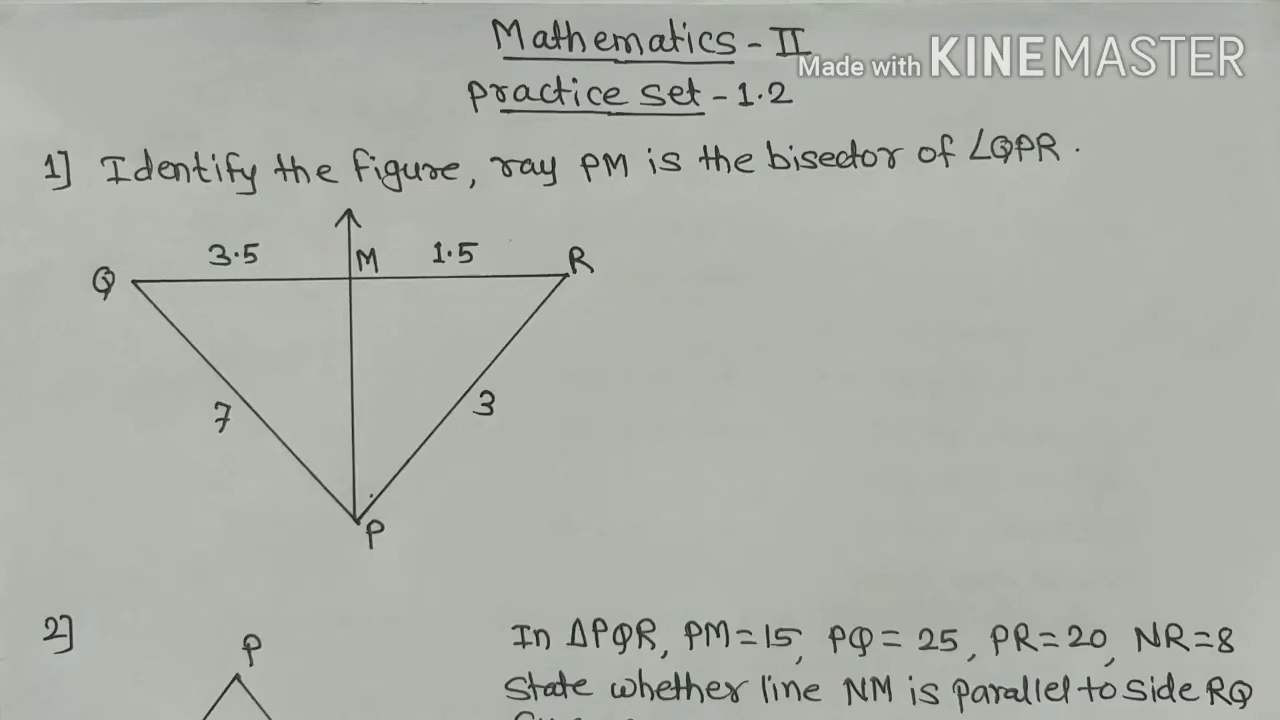 Mathematics - II
Made with KINEMASTER
practice set - 1.2
1] Identify the figure, ray PM is the bisector of ∠QPR.
3.5 M 1.5 R
Q
7 3
P
2] In ΔPQR, PM=15, PQ=25, PR=20, NR=8
P
State whether line NM is parallel to side RQ